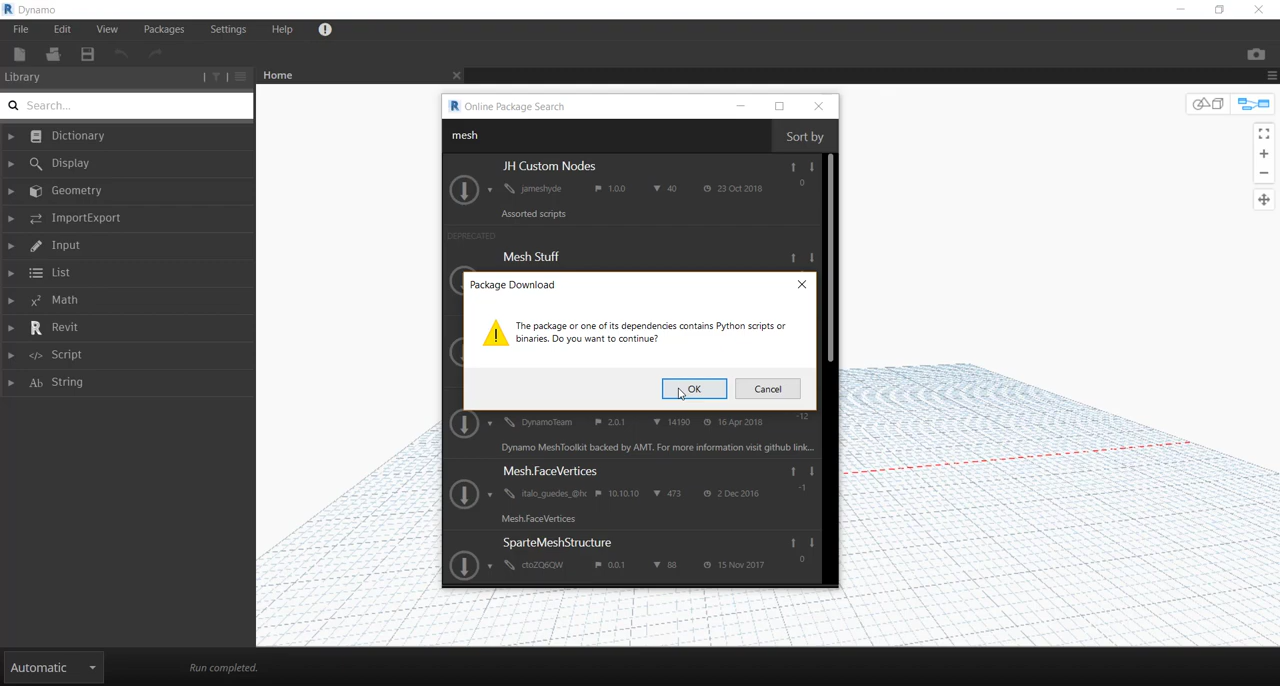 Dynamo
File Edit View Packages Settings Help
Library
Home
Search...
Dictionary
Display
Geometry
ImportExport
Input
List
Math
Revit
Script
String
Online Package Search
mesh
Sort by
JH Custom Nodes
jameshyde 1.0.0 40 23 Oct 2018 0
Assorted scripts
DEPRECATED
Mesh Stuff
Package Download
The package or one of its dependencies contains Python scripts or
binaries. Do you want to continue?
OK Cancel
DynamoTeam 2.0.1 14190 16 Apr 2018 -12
Dynamo MeshToolkit backed by AMT. For more information visit github link...
Mesh.FaceVertices
italo_guedes_@hc 10.10.10 473 2 Dec 2016 -1
Mesh.FaceVertices
SparteMeshStructure
ctoZQ6QW 0.0.1 88 15 Nov 2017 0
Automatic
Run completed.